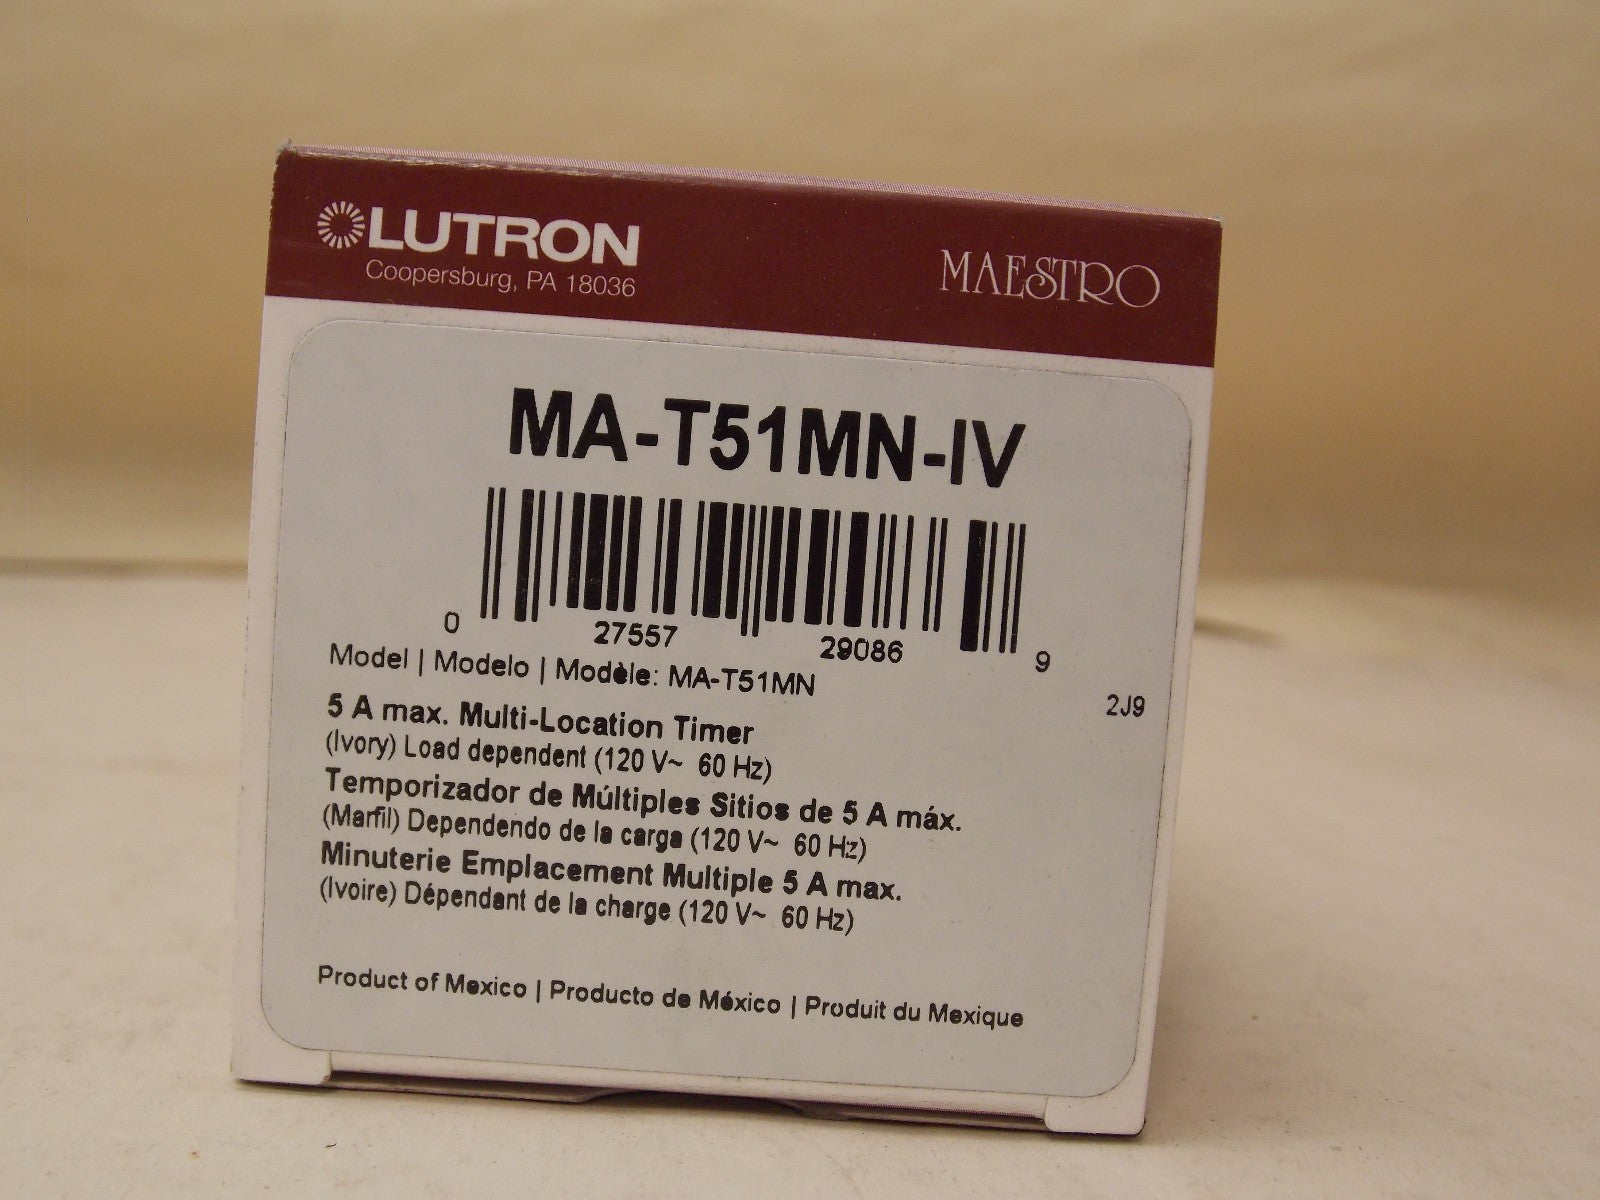 LUTRON
Coopersburg, PA 18036
MAESTRO
MA-T51MN-IV
0 27557 29086 9
Model | Modelo | Modèle: MA-T51MN
2J9
5 A max. Multi-Location Timer
(Ivory) Load dependent (120 V~ 60 Hz)
Temporizador de Múltiples Sitios de 5 A máx.
(Marfil) Dependendo de la carga (120 V~ 60 Hz)
Minuterie Emplacement Multiple 5 A max.
(Ivoire) Dépendant de la charge (120 V~ 60 Hz)
Product of Mexico | Producto de México | Produit du Mexique